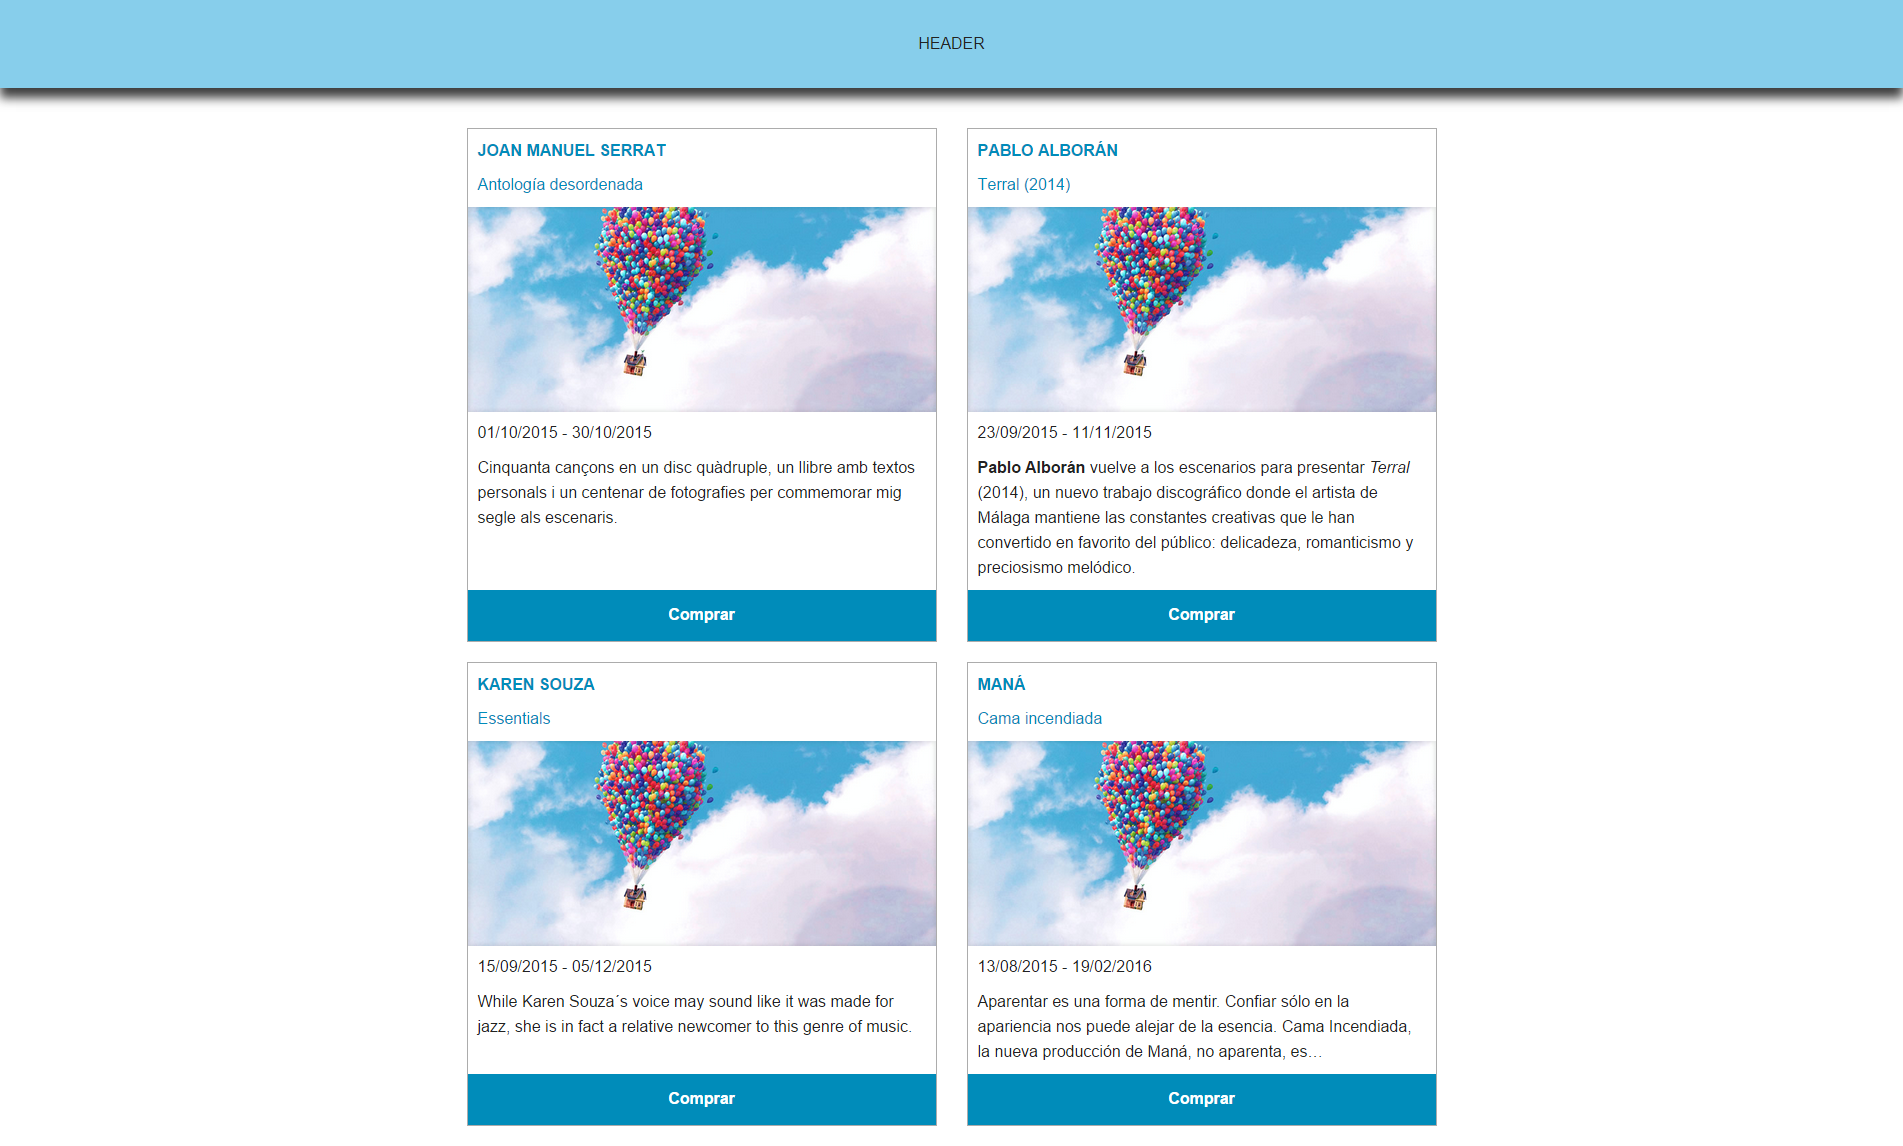 HEADER
JOAN MANUEL SERRAT
Antología desordenada
01/10/2015 - 30/10/2015
Cinquanta cançons en un disc quàdruple, un llibre amb textos
personals i un centenar de fotografies per commemorar mig
segle als escenaris.
Comprar
PABLO ALBORÁN
Terral (2014)
23/09/2015 - 11/11/2015
Pablo Alborán vuelve a los escenarios para presentar Terral
(2014), un nuevo trabajo discográfico donde el artista de
Málaga mantiene las constantes creativas que le han
convertido en favorito del público: delicadeza, romanticismo y
preciosismo melódico.
Comprar
KAREN SOUZA
Essentials
15/09/2015 - 05/12/2015
While Karen Souza´s voice may sound like it was made for
jazz, she is in fact a relative newcomer to this genre of music.
Comprar
MANÁ
Cama incendiada
13/08/2015 - 19/02/2016
Aparentar es una forma de mentir. Confiar sólo en la
apariencia nos puede alejar de la esencia. Cama Incendiada,
la nueva producción de Maná, no aparenta, es…
Comprar